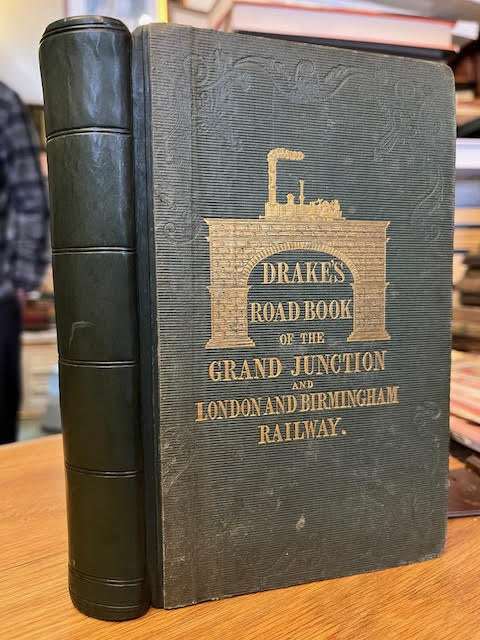 DRAKE'S
ROAD BOOK
OF THE
GRAND JUNCTION
AND
LONDON AND BIRMINGHAM
RAILWAY.